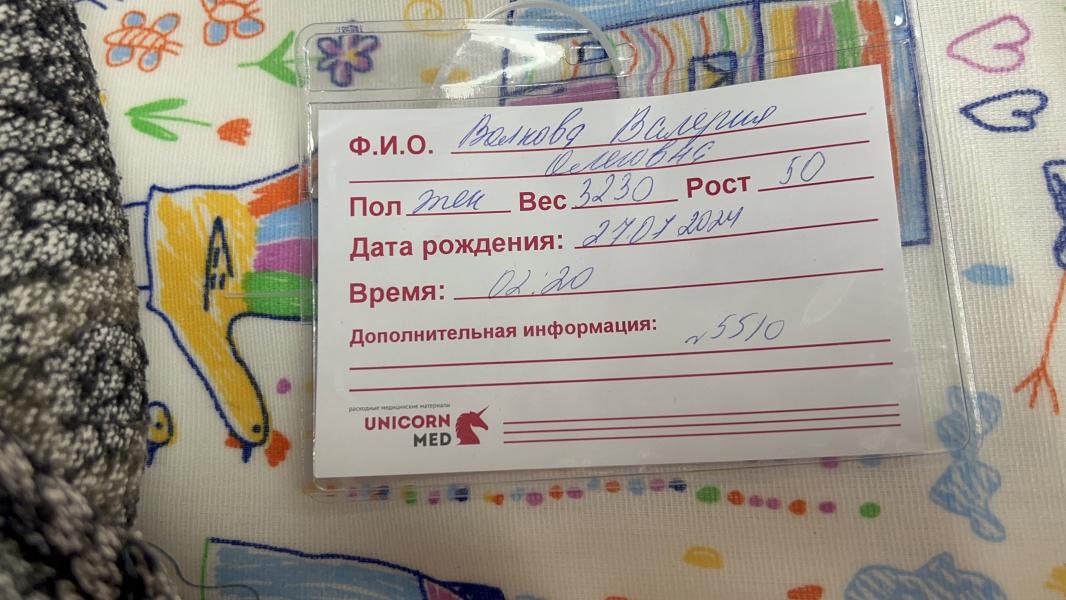 Ф.И.О. Волкова Валерия
Олеговна
Пол жен Вес 3230 Рост 50
Дата рождения: 27.01 2024
Время: 02:20
Дополнительная информация: ~5510
расходные медицинские материалы
UNICORN
MED